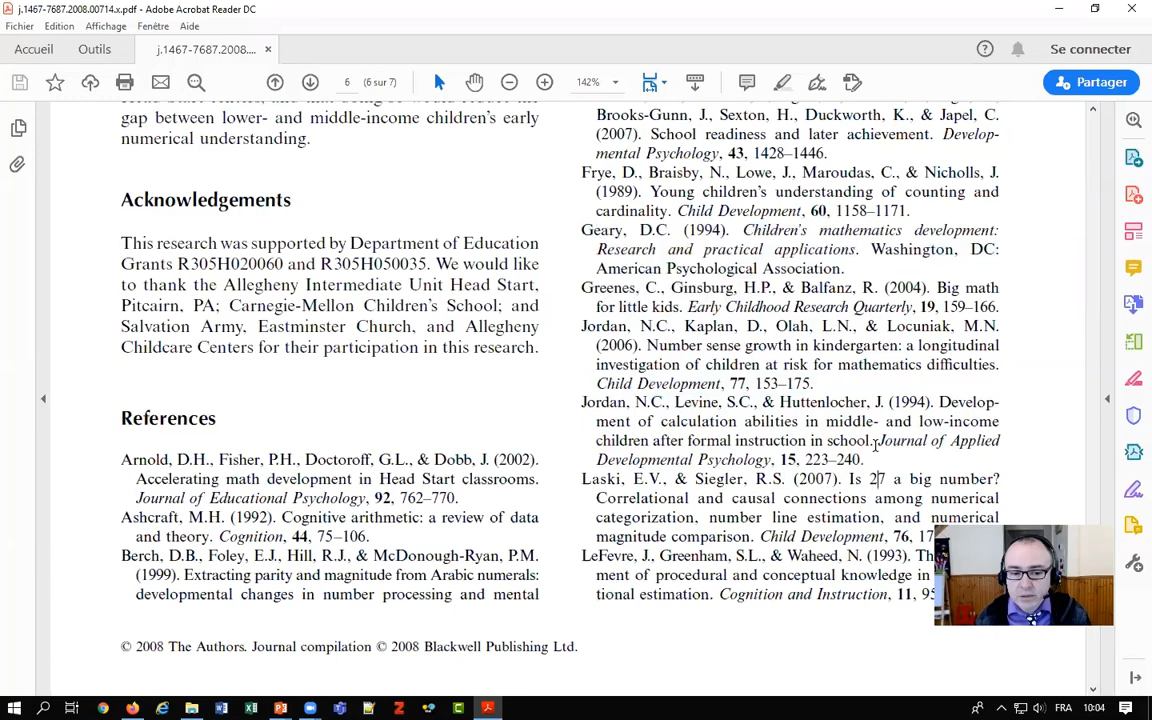 j.1467-7687.2008.00714.x.pdf - Adobe Acrobat Reader DC
Fichier Edition Affichage Fenêtre Aide
Accueil Outils j.1467-7687.2008.... × Se connecter
6 (6 sur 7) 142% Partager
gap between lower- and middle-income children's early
numerical understanding.
Acknowledgements
This research was supported by Department of Education
Grants R305H020060 and R305H050035. We would like
to thank the Allegheny Intermediate Unit Head Start,
Pitcairn, PA; Carnegie-Mellon Children's School; and
Salvation Army, Eastminster Church, and Allegheny
Childcare Centers for their participation in this research.
References
Arnold, D.H., Fisher, P.H., Doctoroff, G.L., & Dobb, J. (2002).
Accelerating math development in Head Start classrooms.
Journal of Educational Psychology, 92, 762–770.
Ashcraft, M.H. (1992). Cognitive arithmetic: a review of data
and theory. Cognition, 44, 75–106.
Berch, D.B., Foley, E.J., Hill, R.J., & McDonough-Ryan, P.M.
(1999). Extracting parity and magnitude from Arabic numerals:
developmental changes in number processing and mental
Brooks-Gunn, J., Sexton, H., Duckworth, K., & Japel, C.
(2007). School readiness and later achievement. Develop-
mental Psychology, 43, 1428–1446.
Frye, D., Braisby, N., Lowe, J., Maroudas, C., & Nicholls, J.
(1989). Young children's understanding of counting and
cardinality. Child Development, 60, 1158–1171.
Geary, D.C. (1994). Children's mathematics development:
Research and practical applications. Washington, DC:
American Psychological Association.
Greenes, C., Ginsburg, H.P., & Balfanz, R. (2004). Big math
for little kids. Early Childhood Research Quarterly, 19, 159–166.
Jordan, N.C., Kaplan, D., Olah, L.N., & Locuniak, M.N.
(2006). Number sense growth in kindergarten: a longitudinal
investigation of children at risk for mathematics difficulties.
Child Development, 77, 153–175.
Jordan, N.C., Levine, S.C., & Huttenlocher, J. (1994). Develop-
ment of calculation abilities in middle- and low-income
children after formal instruction in school. Journal of Applied
Developmental Psychology, 15, 223–240.
Laski, E.V., & Siegler, R.S. (2007). Is 27 a big number?
Correlational and causal connections among numerical
categorization, number line estimation, and numerical
magnitude comparison. Child Development, 76, 17
LeFevre, J., Greenham, S.L., & Waheed, N. (1993). Th
ment of procedural and conceptual knowledge in
tional estimation. Cognition and Instruction, 11, 95
© 2008 The Authors. Journal compilation © 2008 Blackwell Publishing Ltd.
FRA 10:04